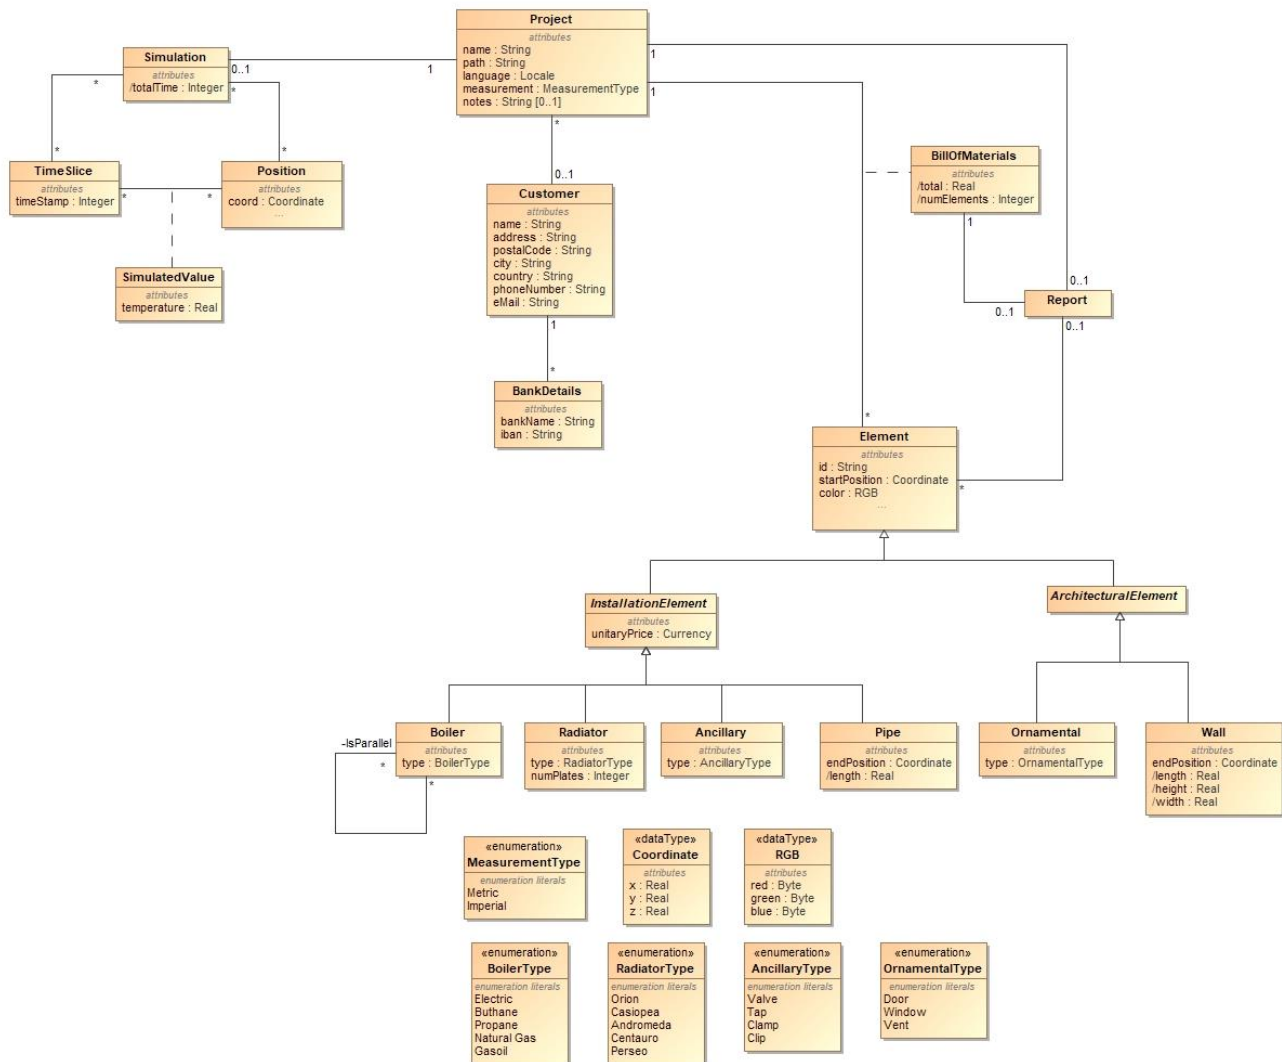 Project
attributes
name : String
path : String
language : Locale
measurement : MeasurementType
notes : String [0..1]
Simulation
attributes
/totalTime : Integer
0..1
1
1
1
*
*
*
*
TimeSlice
attributes
timeStamp : Integer
*
*
Position
attributes
coord : Coordinate
...
SimulatedValue
attributes
temperature : Real
*
0..1
Customer
attributes
name : String
address : String
postalCode : String
city : String
country : String
phoneNumber : String
eMail : String
1
*
BankDetails
attributes
bankName : String
iban : String
BillOfMaterials
attributes
/total : Real
/numElements : Integer
1
0..1
Report
0..1
0..1
*
Element
attributes
id : String
startPosition : Coordinate
color : RGB
...
*
InstallationElement
attributes
unitaryPrice : Currency
ArchitecturalElement
-IsParallel
*
*
Boiler
attributes
type : BoilerType
Radiator
attributes
type : RadiatorType
numPlates : Integer
Ancillary
attributes
type : AncillaryType
Pipe
attributes
endPosition : Coordinate
/length : Real
Ornamental
attributes
type : OrnamentalType
Wall
attributes
endPosition : Coordinate
/length : Real
/height : Real
/width : Real
«enumeration»
MeasurementType
enumeration literals
Metric
Imperial
«dataType»
Coordinate
attributes
x : Real
y : Real
z : Real
«dataType»
RGB
attributes
red : Byte
green : Byte
blue : Byte
«enumeration»
BoilerType
enumeration literals
Electric
Buthane
Propane
Natural Gas
Gasoil
«enumeration»
RadiatorType
enumeration literals
Orion
Casiopea
Andromeda
Centauro
Perseo
«enumeration»
AncillaryType
enumeration literals
Valve
Tap
Clamp
Clip
«enumeration»
OrnamentalType
enumeration literals
Door
Window
Vent